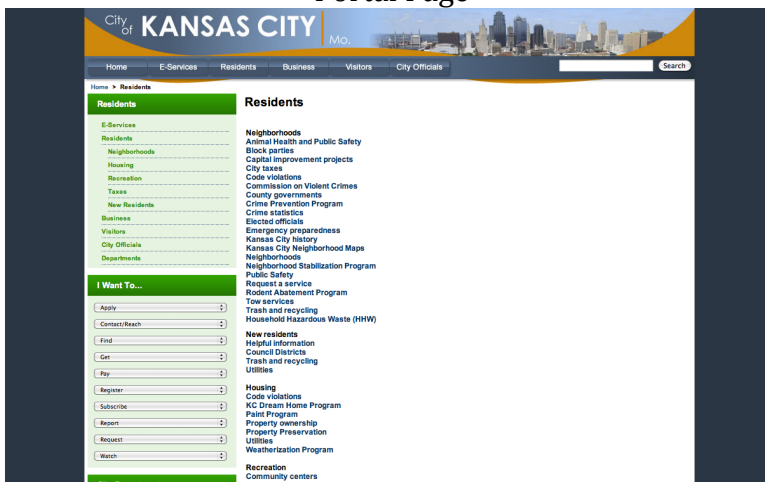 Portal Page
City of KANSAS CITY Mo.
Home E-Services Residents Business Visitors City Officials Search
Home > Residents
Residents
E-Services
Residents
Neighborhoods
Housing
Recreation
Taxes
New Residents
Business
Visitors
City Officials
Departments
I Want To...
Apply
Contact/Reach
Find
Get
Pay
Register
Subscribe
Report
Request
Watch
Residents
Neighborhoods
Animal Health and Public Safety
Block parties
Capital improvement projects
City taxes
Code violations
Commission on Violent Crimes
County governments
Crime Prevention Program
Crime statistics
Elected officials
Emergency preparedness
Kansas City history
Kansas City Neighborhood Maps
Neighborhoods
Neighborhood Stabilization Program
Public Safety
Request a service
Rodent Abatement Program
Tow services
Trash and recycling
Household Hazardous Waste (HHW)
New residents
Helpful information
Council Districts
Trash and recycling
Utilities
Housing
Code violations
KC Dream Home Program
Paint Program
Property ownership
Property Preservation
Utilities
Weatherization Program
Recreation
Community centers